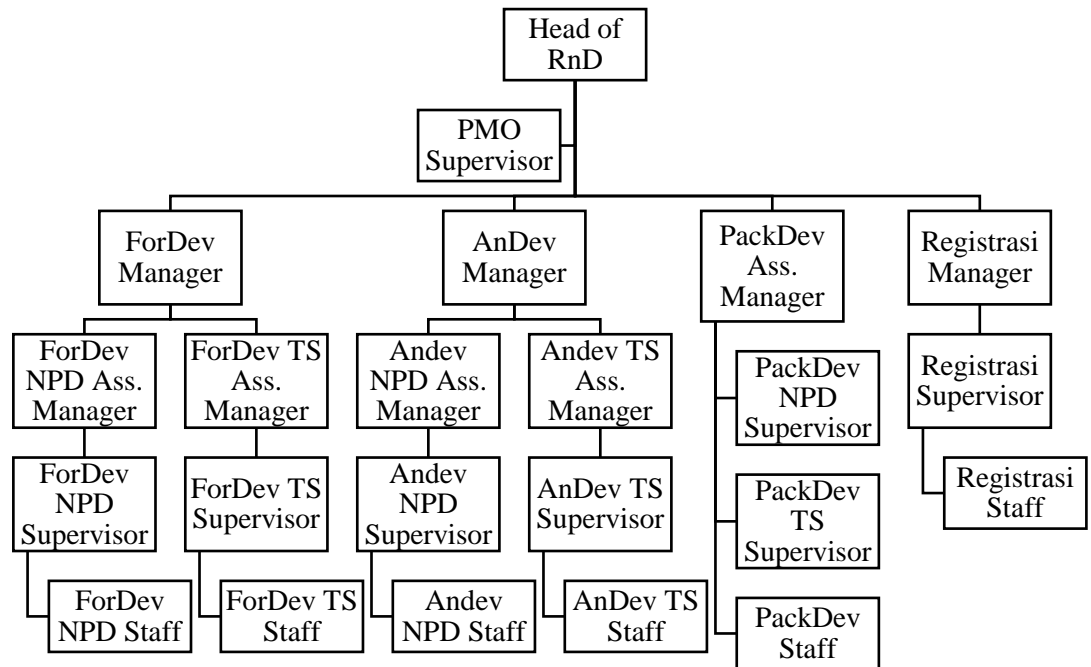 Head of
RnD
PMO
Supervisor
ForDev
Manager
AnDev
Manager
PackDev
Ass.
Manager
Registrasi
Manager
ForDev
NPD Ass.
Manager
ForDev TS
Ass.
Manager
Andev
NPD Ass.
Manager
Andev TS
Ass.
Manager
PackDev
NPD
Supervisor
Registrasi
Supervisor
ForDev
NPD
Supervisor
ForDev TS
Supervisor
Andev
NPD
Supervisor
AnDev TS
Supervisor
PackDev
TS
Supervisor
Registrasi
Staff
ForDev
NPD Staff
ForDev TS
Staff
Andev
NPD Staff
AnDev TS
Staff
PackDev
Staff